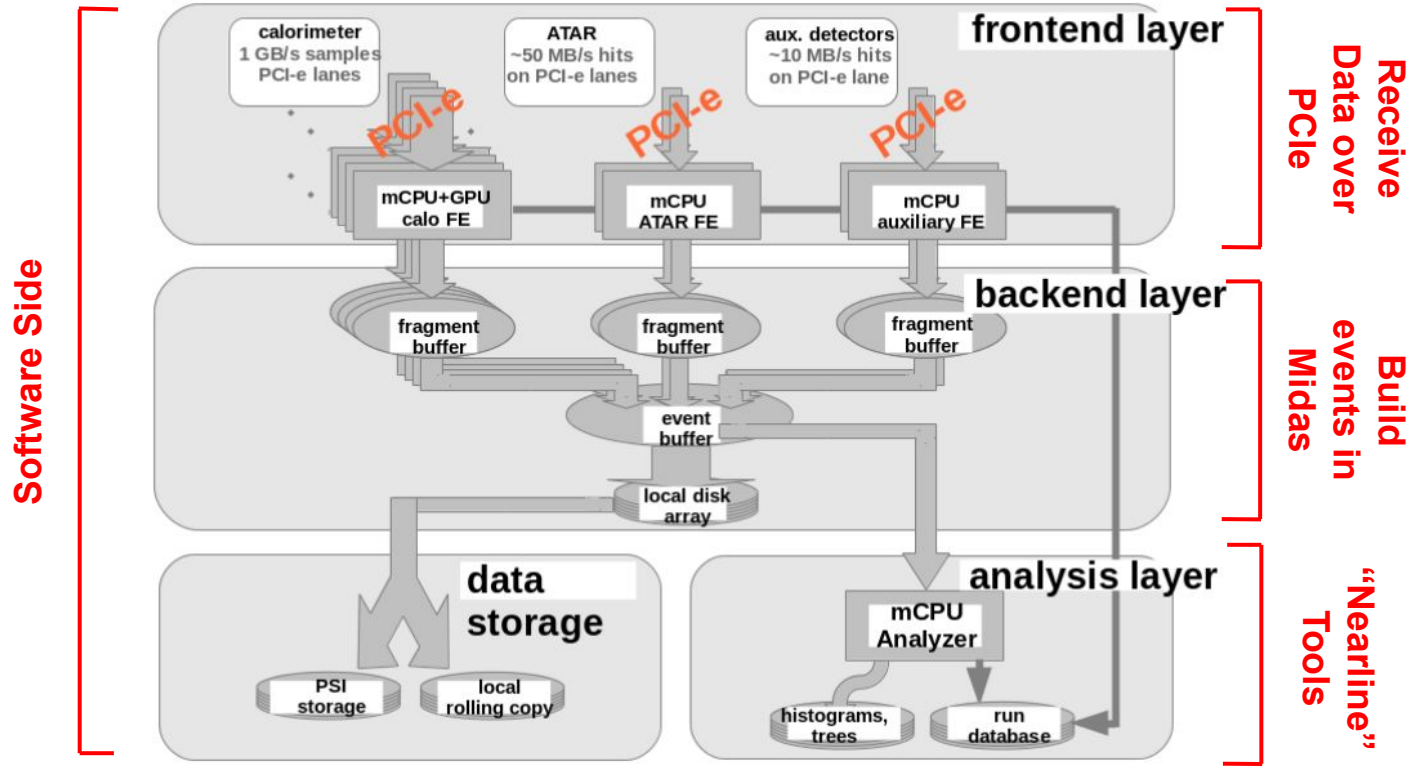 calorimeter
1 GB/s samples
PCI-e lanes
ATAR
~50 MB/s hits
on PCI-e lanes
aux. detectors
~10 MB/s hits
on PCI-e lane
frontend layer
PCI-e
PCI-e
PCI-e
mCPU+GPU
calo FE
mCPU
ATAR FE
mCPU
auxiliary FE
Receive
Data over
PCIe
Software Side
backend layer
fragment
buffer
fragment
buffer
fragment
buffer
event
buffer
local disk
array
Build
events in
Midas
data
storage
PSI
storage
local
rolling copy
analysis layer
mCPU
Analyzer
histograms,
trees
run
database
“Nearline”
Tools